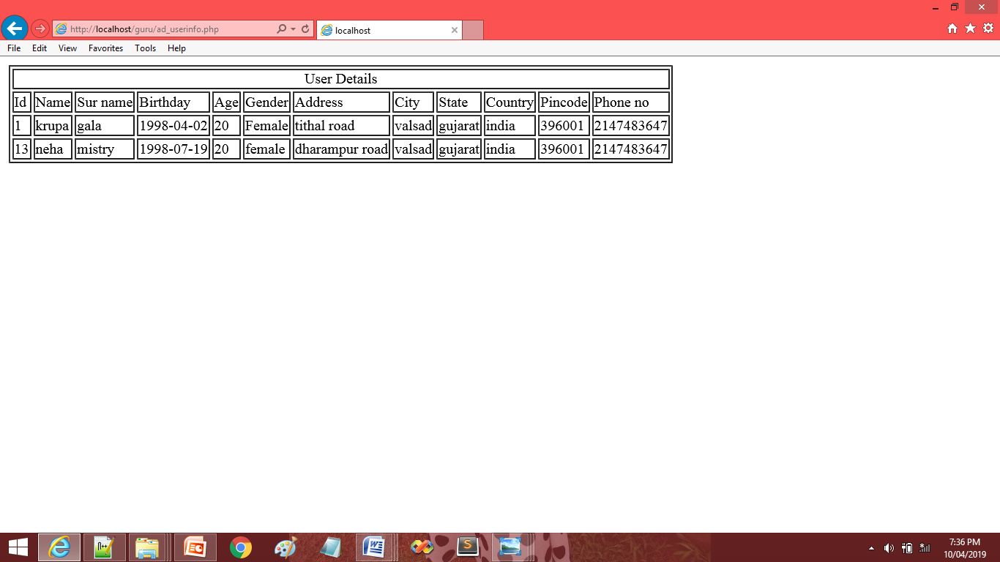 http://localhost/guru/ad_userinfo.php
localhost
File Edit View Favorites Tools Help
User Details
Id Name Sur name Birthday Age Gender Address City State Country Pincode Phone no
1 krupa gala 1998-04-02 20 Female tithal road valsad gujarat india 396001 2147483647
13 neha mistry 1998-07-19 20 female dharampur road valsad gujarat india 396001 2147483647
7:36 PM
10/04/2019